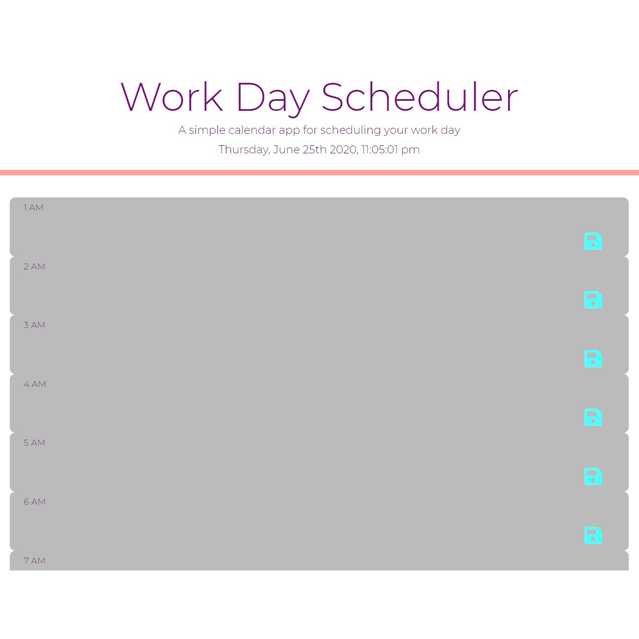 Work Day Scheduler
A simple calendar app for scheduling your work day
Thursday, June 25th 2020, 11:05:01 pm
1 AM
2 AM
3 AM
4 AM
5 AM
6 AM
7 AM